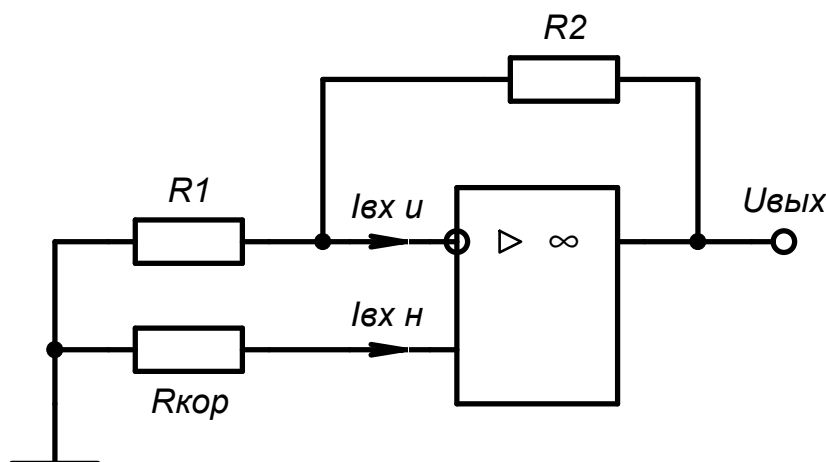 R2
R1
Iвх и
Uвых
▷ ∞
Iвх н
Rкор